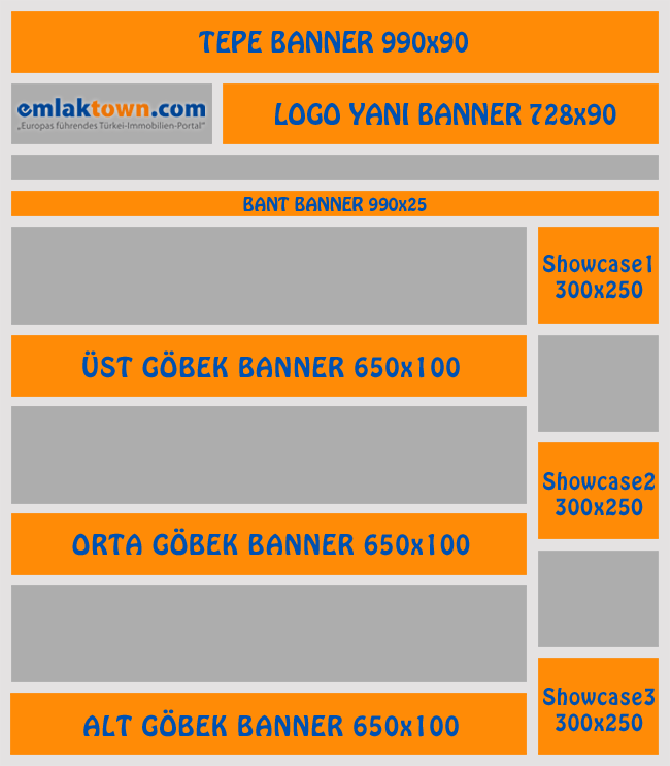 TEPE BANNER 990x90
emlaktown.com
„Europas führendes Türkei-Immobilien-Portal“
LOGO YANI BANNER 728x90
BANT BANNER 990x25
Showcase1
300x250
ÜST GÖBEK BANNER 650x100
Showcase2
300x250
ORTA GÖBEK BANNER 650x100
Showcase3
300x250
ALT GÖBEK BANNER 650x100